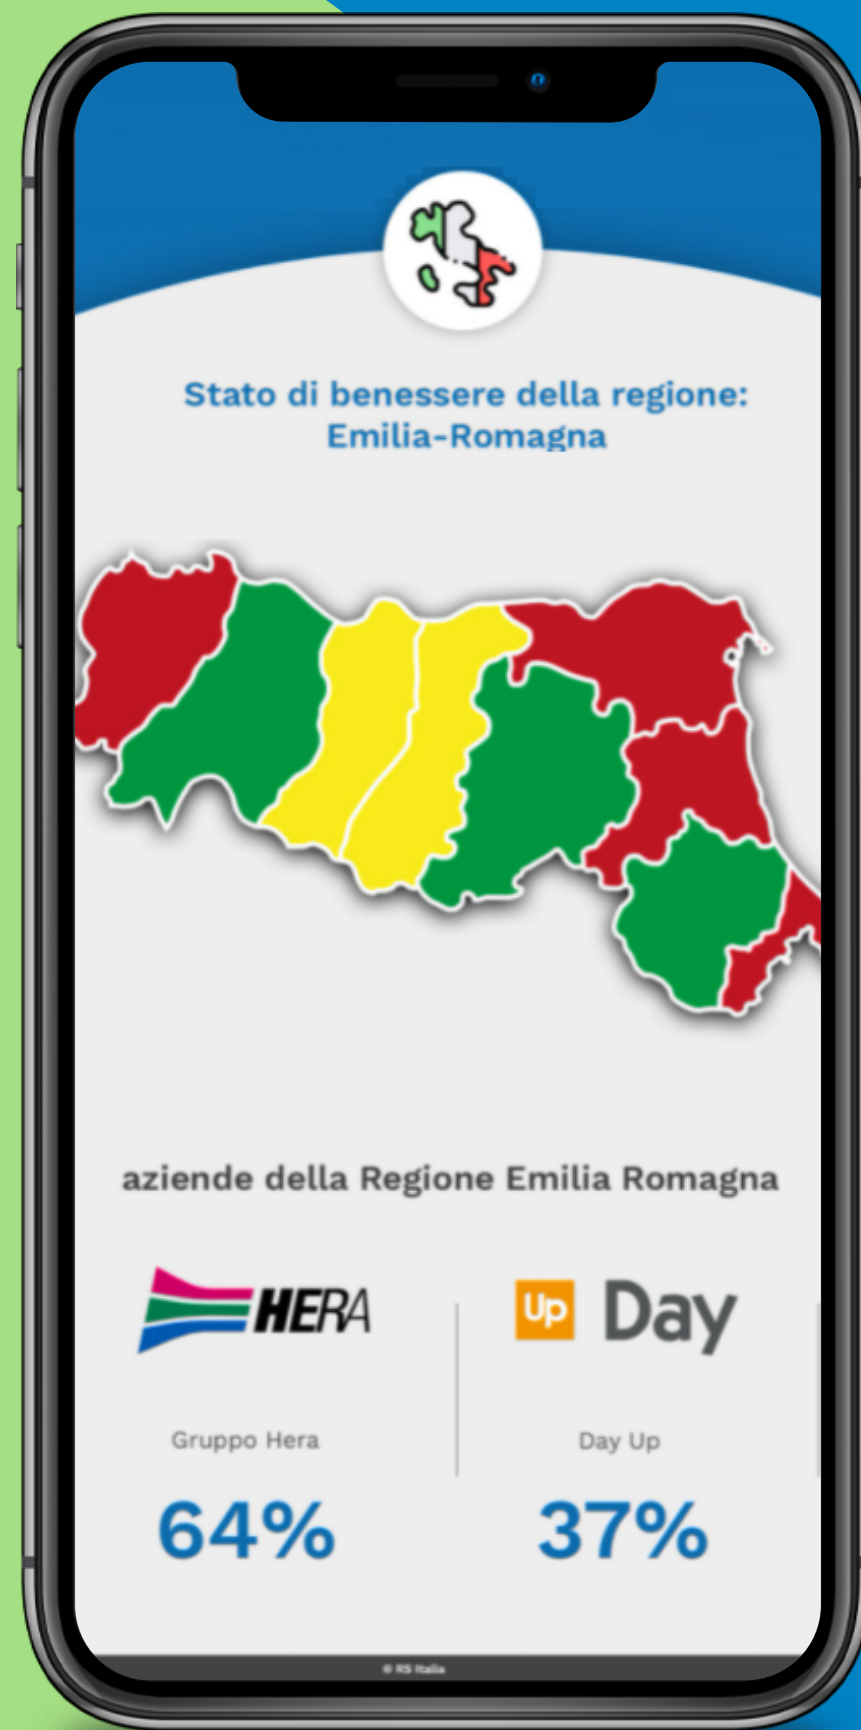 Stato di benessere della regione:
Emilia-Romagna
aziende della Regione Emilia Romagna
HERA
Up Day
Gruppo Hera
Day Up
64%
37%
© RS Italia